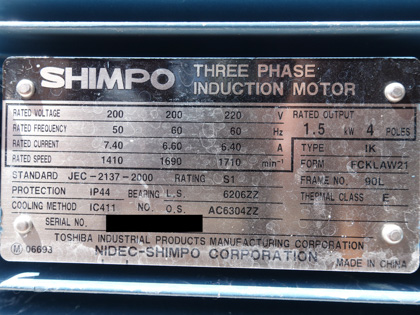 SHIMPO THREE PHASE INDUCTION MOTOR
RATED VOLTAGE 200 200 220 V
RATED FREQUENCY 50 60 60 Hz
RATED CURRENT 7.40 6.60 6.40 A
RATED SPEED 1410 1690 1710 min⁻¹
RATED OUTPUT
1.5 kW 4 POLES
TYPE IK
FORM FCKLAW21
STANDARD JEC-2137-2000 RATING S1 FRAME NO. 90L
PROTECTION IP44 BEARING L.S. 6206ZZ THERMAL CLASS E
COOLING METHOD IC411 NO. O.S. AC6304ZZ
SERIAL NO.
TOSHIBA INDUSTRIAL PRODUCTS MANUFACTURING CORPORATION
M 06693 NIDEC-SHIMPO CORPORATION MADE IN CHINA